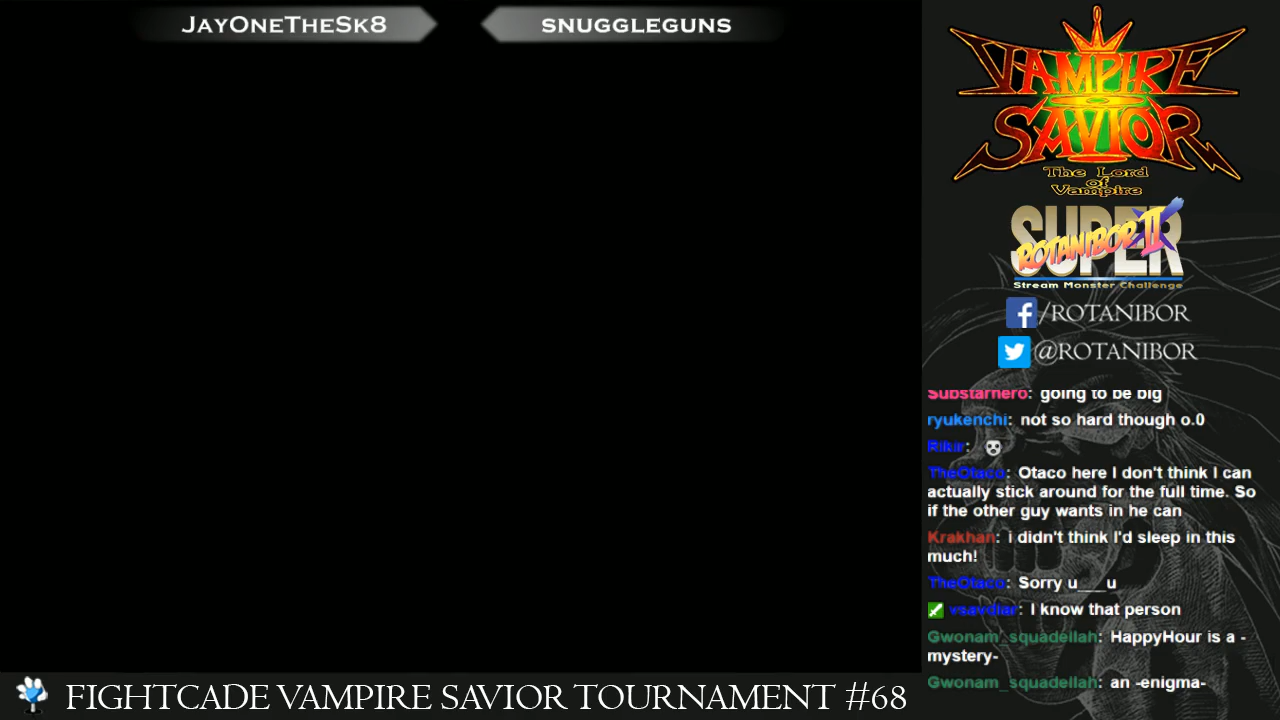 JayOneTheSk8
SNUGGLEGUNS
VAMPIRE
SAVIOR
The Lord
of
Vampire
SUPER
ROTANIBOR II X
Stream Monster Challenge
f/ROTANIBOR
@ROTANIBOR
Substarhero: going to be big
ryukenchi: not so hard though o.0
Rikir:
TheOtaco: Otaco here I don't think I can
actually stick around for the full time. So
if the other guy wants in he can
Krakhan: i didn't think I'd sleep in this
much!
TheOtaco: Sorry u___u
: I know that person
Gwonam_squadellah: HappyHour is a -
mystery-
Gwonam_squadellah: an -enigma-
FIGHTCADE VAMPIRE SAVIOR TOURNAMENT #68